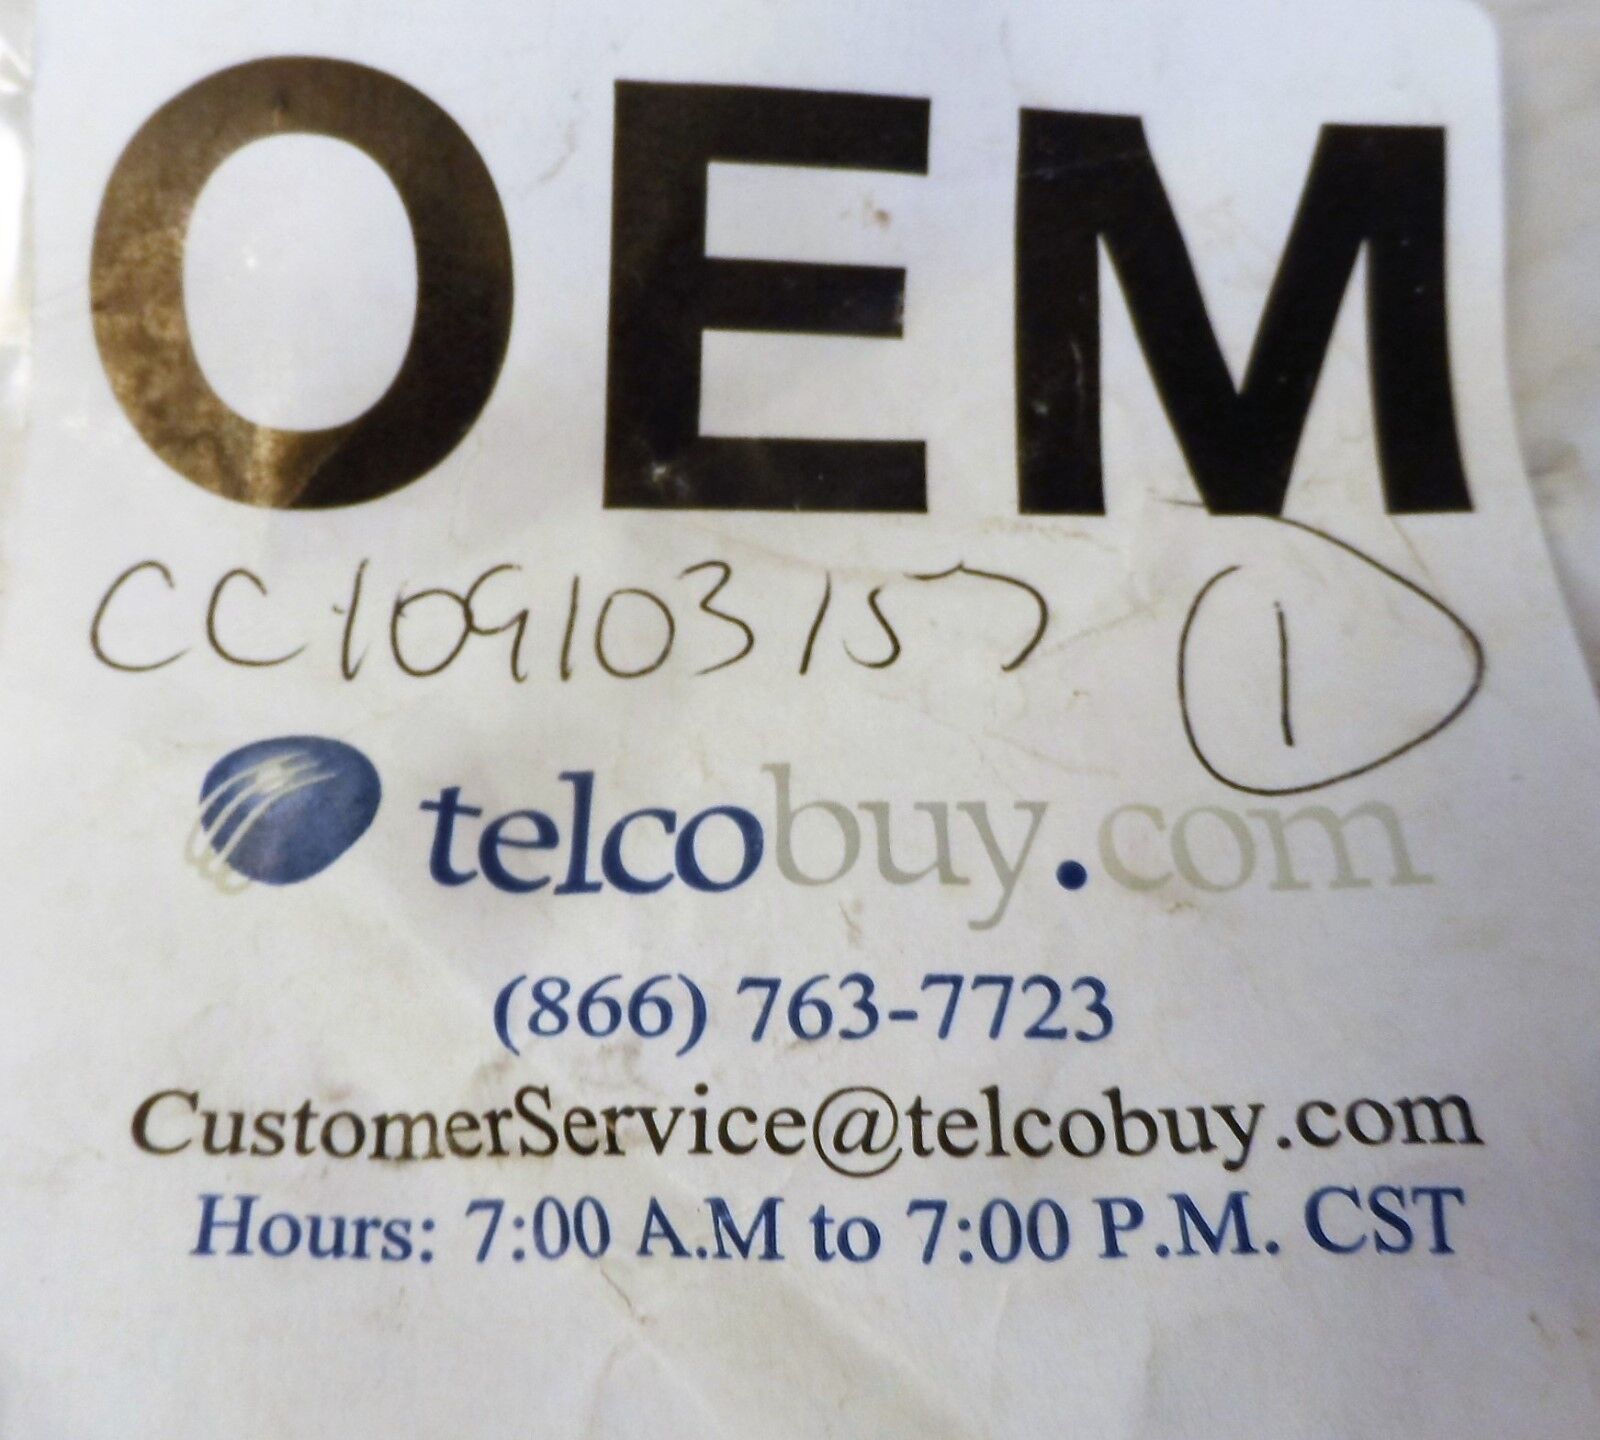 OEM
CC109103157 1
telcobuy.com
(866) 763-7723
CustomerService@telcobuy.com
Hours: 7:00 A.M to 7:00 P.M. CST